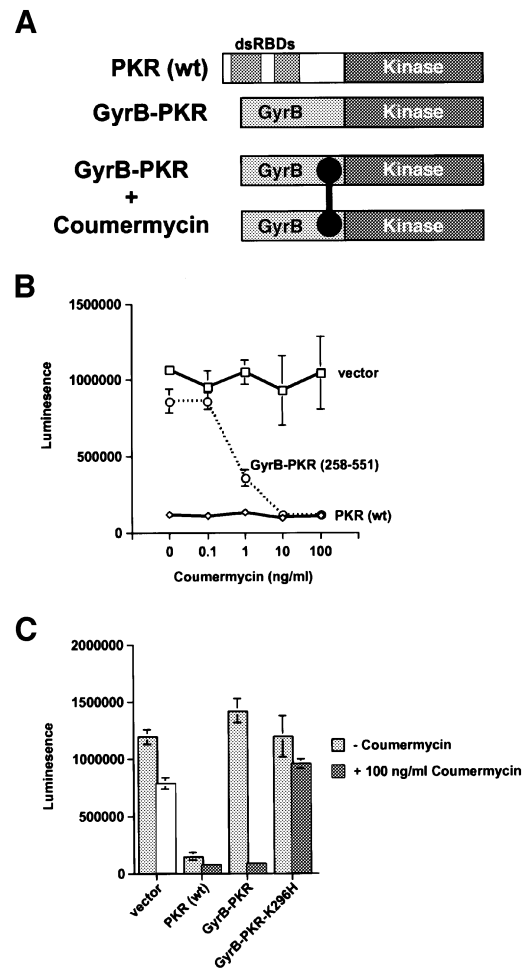 A
dsRBDs
PKR (wt)
Kinase
GyrB-PKR
GyrB
Kinase
GyrB-PKR
+
Coumermycin
GyrB
Kinase
GyrB
Kinase
B
1500000
1000000
500000
0
Luminesence
vector
GyrB-PKR (258-551)
PKR (wt)
0 0.1 1 10 100
Coumermycin (ng/ml)
C
2000000
1500000
1000000
500000
0
Luminesence
- Coumermycin
+ 100 ng/ml Coumermycin
vector
PKR (wt)
GyrB-PKR
GyrB-PKR-K296H